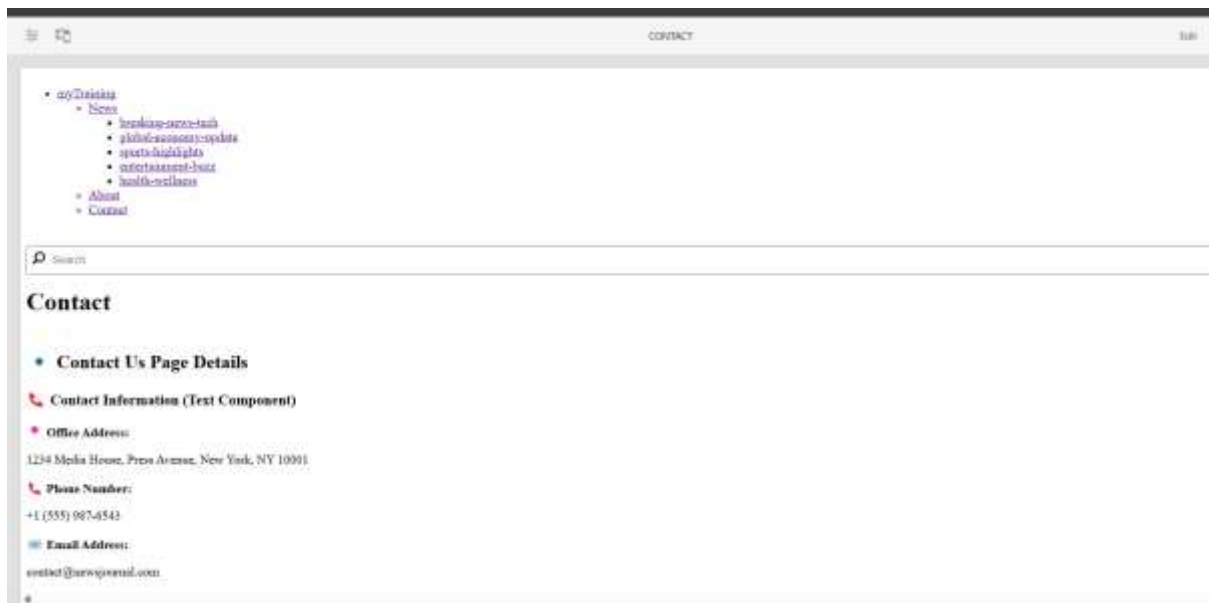 CONTACT
Edit
myTraining
News
breaking-news-tech
global-economy-update
sports-highlights
entertainment-buzz
health-wellness
About
Contact
Search
Contact
Contact Us Page Details
Contact Information (Text Component)
Office Address:
1234 Media House, Press Avenue, New York, NY 10001
Phone Number:
+1 (555) 987-6543
Email Address:
contact@newsjournal.com